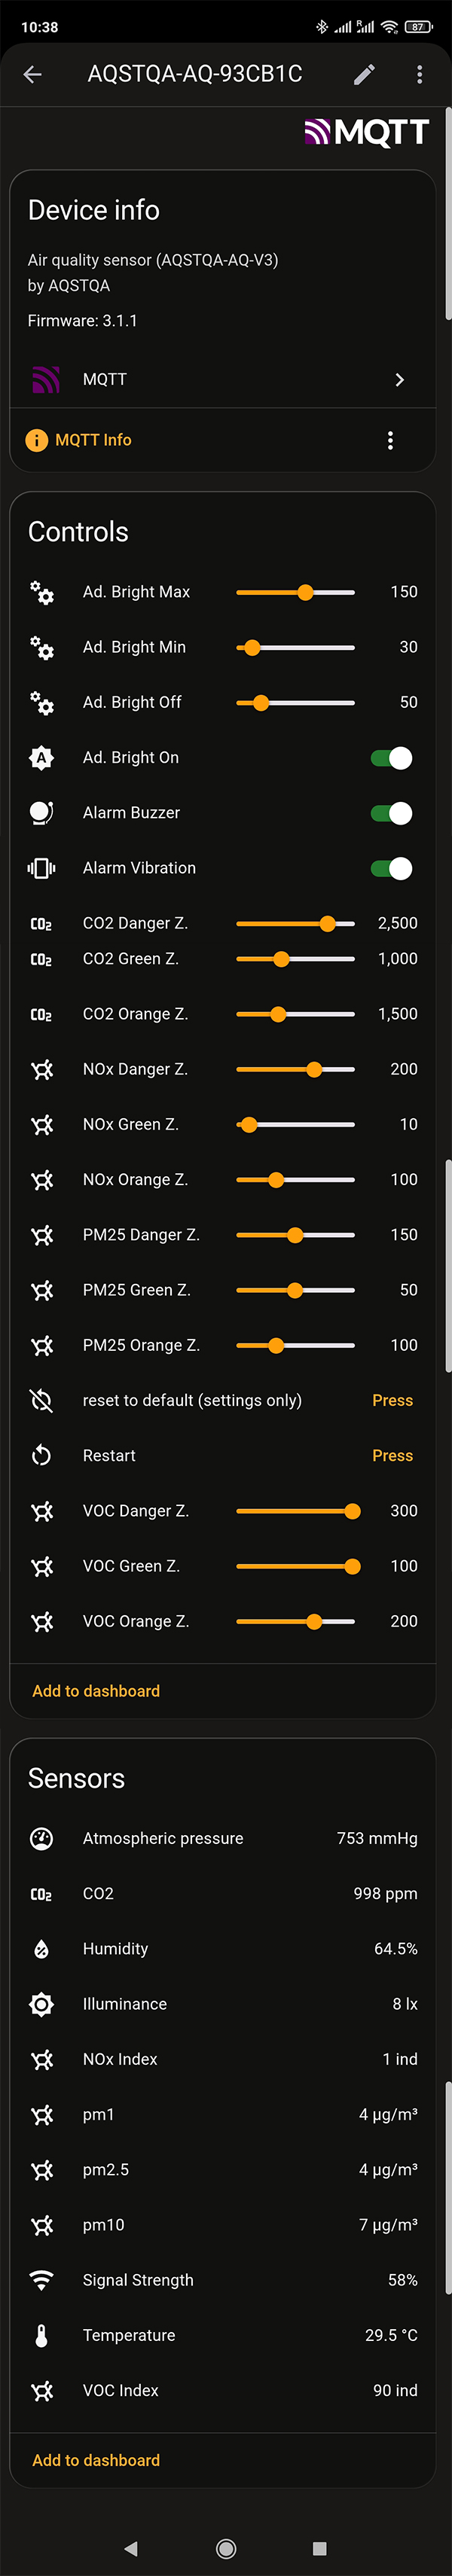 10:38
R
87
AQSTQA-AQ-93CB1C
MQTT
Device info
Air quality sensor (AQSTQA-AQ-V3)
by AQSTQA
Firmware: 3.1.1
MQTT
MQTT Info
Controls
Ad. Bright Max 150
Ad. Bright Min 30
Ad. Bright Off 50
A Ad. Bright On
Alarm Buzzer
Alarm Vibration
CO2 CO2 Danger Z. 2,500
CO2 CO2 Green Z. 1,000
CO2 CO2 Orange Z. 1,500
NOx Danger Z. 200
NOx Green Z. 10
NOx Orange Z. 100
PM25 Danger Z. 150
PM25 Green Z. 50
PM25 Orange Z. 100
reset to default (settings only) Press
Restart Press
VOC Danger Z. 300
VOC Green Z. 100
VOC Orange Z. 200
Add to dashboard
Sensors
Atmospheric pressure 753 mmHg
CO2 CO2 998 ppm
Humidity 64.5%
Illuminance 8 lx
NOx Index 1 ind
pm1 4 µg/m³
pm2.5 4 µg/m³
pm10 7 µg/m³
Signal Strength 58%
Temperature 29.5 °C
VOC Index 90 ind
Add to dashboard